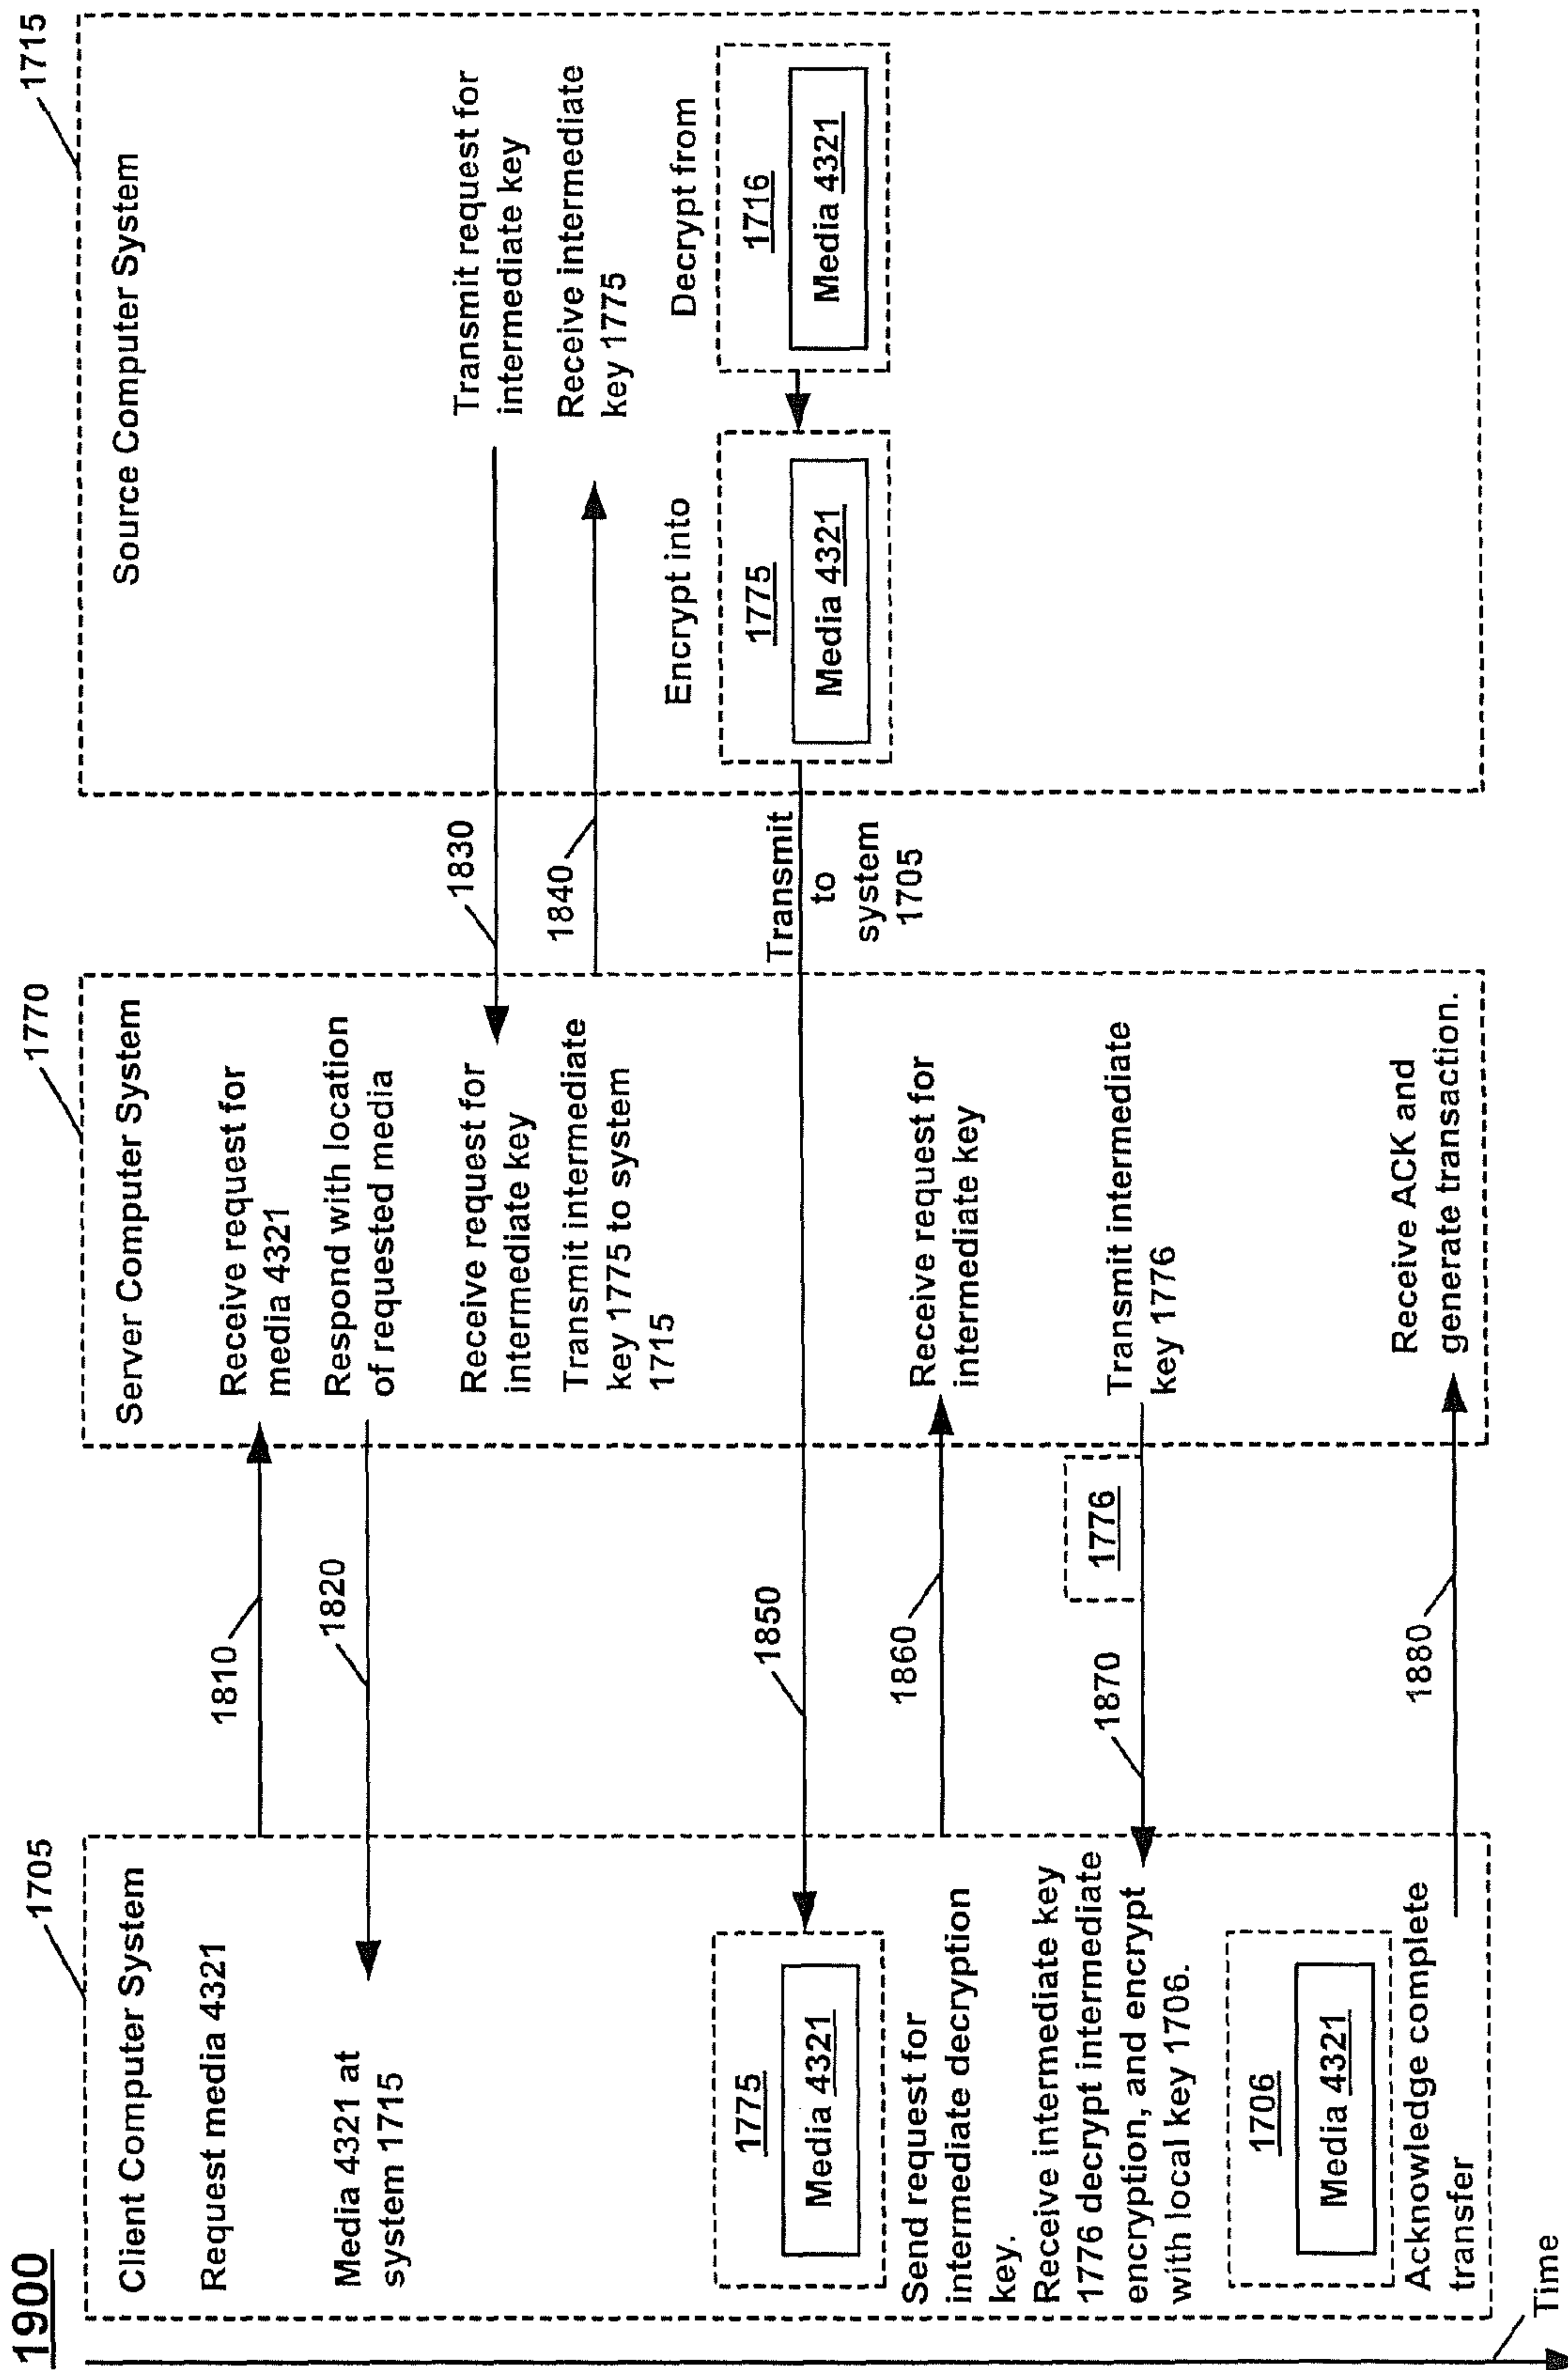 1900
1705
1770
1715
Client Computer System
Server Computer System
Source Computer System
Request media 4321
1810
Receive request for
media 4321
Media 4321 at
system 1715
1820
Respond with location
of requested media
Receive request for
intermediate key
1830
Transmit request for
intermediate key
Transmit intermediate
key 1775 to system
1715
1840
Receive intermediate
key 1775
Encrypt into
Decrypt from
1775
Media 4321
1850
Transmit
to
system
1705
1775
Media 4321
1716
Media 4321
Send request for
intermediate decryption
key.
1860
Receive request for
intermediate key
Receive intermediate key
1776 decrypt intermediate
encryption, and encrypt
with local key 1706.
1870
1776
Transmit intermediate
key 1776
1706
Media 4321
Acknowledge complete
transfer
1880
Receive ACK and
generate transaction.
Time